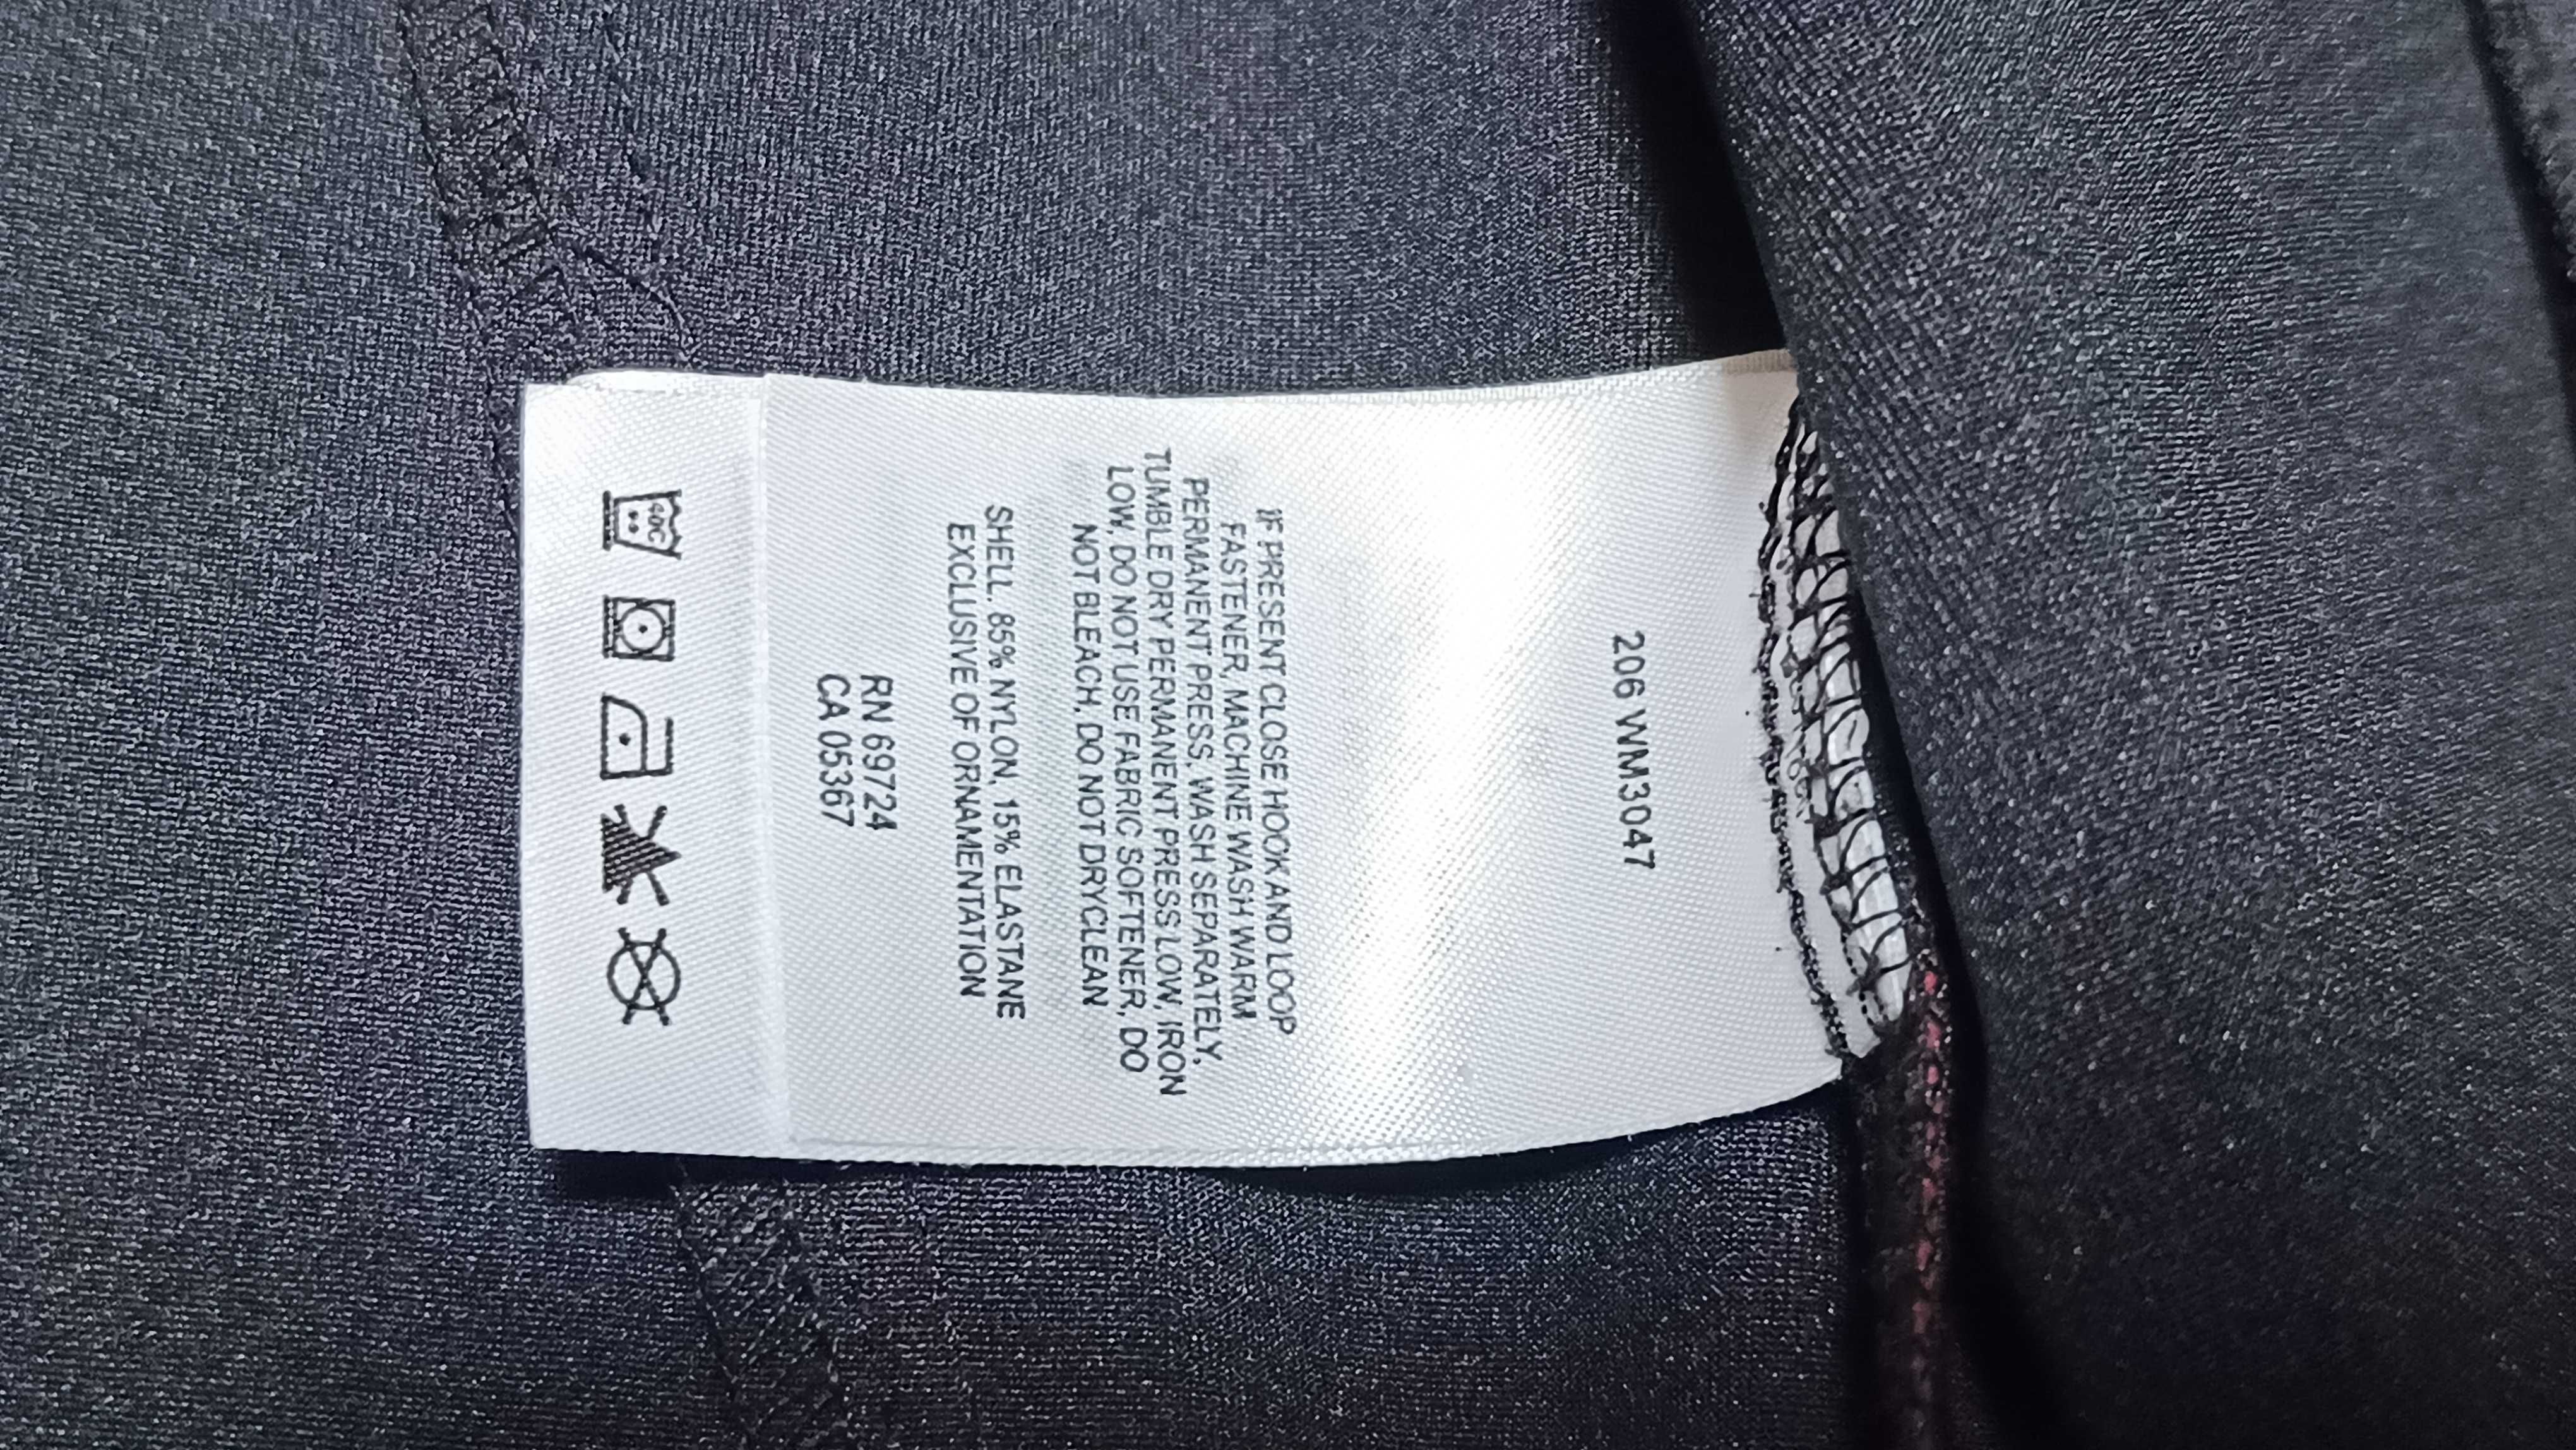 206 WM3047
IF PRESENT CLOSE HOOK AND LOOP
FASTENER, MACHINE WASH WARM
PERMANENT PRESS, WASH SEPARATELY,
TUMBLE DRY PERMANENT PRESS LOW, IRON
LOW, DO NOT USE FABRIC SOFTENER, DO
NOT BLEACH, DO NOT DRYCLEAN
SHELL. 85% NYLON, 15% ELASTANE
EXCLUSIVE OF ORNAMENTATION
RN 69724
CA 05367
40C